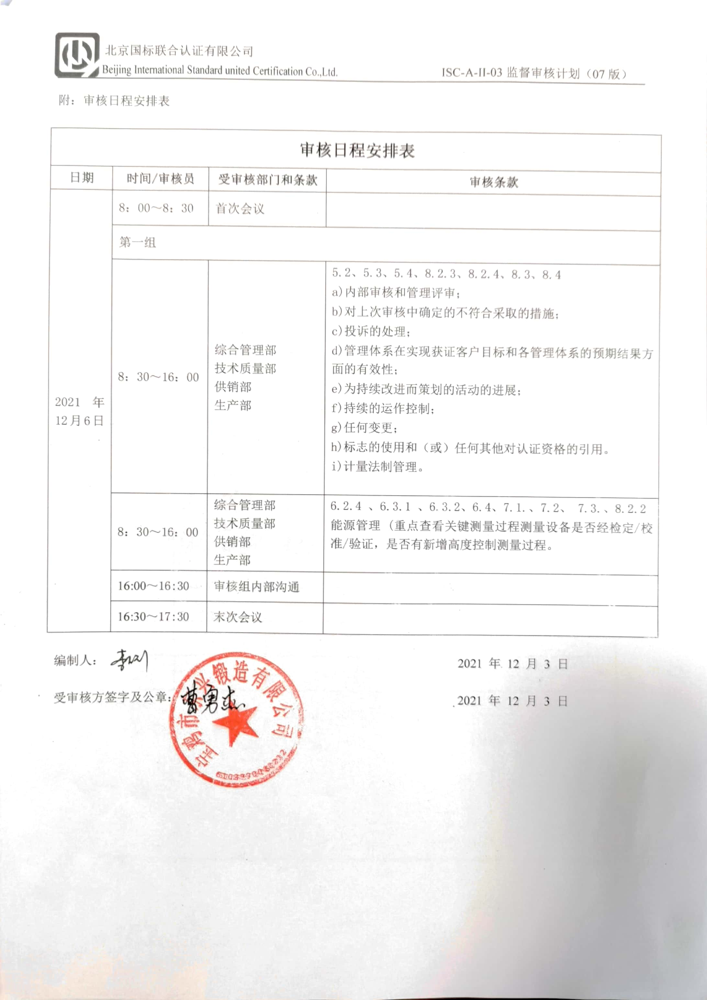 北京国标联合认证有限公司
Beijing International Standard united Certification Co.,Ltd.
ISC-A-II-03 监督审核计划（07 版）
附：审核日程安排表
审核日程安排表
日期 时间/审核员 受审核部门和条款 审核条款
2021 年
12月6日
8：00～8：30 首次会议
第一组
8：30～16：00
综合管理部
技术质量部
供销部
生产部
5.2、5.3、5.4、8.2.3、8.2.4、8.3、8.4
a)内部审核和管理评审；
b)对上次审核中确定的不符合采取的措施；
c)投诉的处理；
d)管理体系在实现获证客户目标和各管理体系的预期结果方
面的有效性；
e)为持续改进而策划的活动的进展；
f)持续的运作控制；
g)任何变更；
h)标志的使用和（或）任何其他对认证资格的引用。
i)计量法制管理。
8：30～16：00
综合管理部
技术质量部
供销部
生产部
6.2.4 、6.3.1 、6.3.2、6.4、7.1.、7.2、 7.3.、8.2.2
能源管理（重点查看关键测量过程测量设备是否经检定/校
准/验证，是否有新增高度控制测量过程。
16:00～16:30 审核组内部沟通
16:30～17:30 末次会议
编制人：
2021 年 12 月 3 日
受审核方签字及公章：曹勇杰
2021 年 12 月 3 日
宝鸡市 兴锻造有限公司